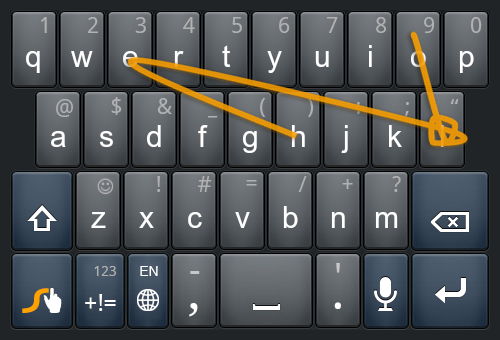 1 2 3 4 5 6 7 8 9 0
q w e r t y u i o p
@ $ & _ ( ) : ; "
a s d f g h j k l
! # = / + ?
z x c v b n m
123 EN - '
+!= , .